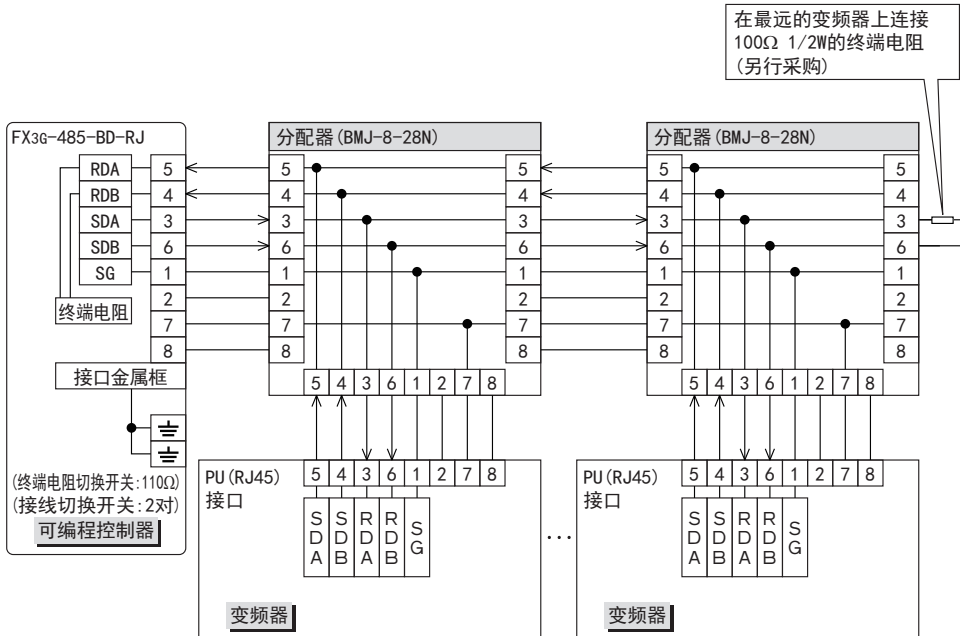 在最远的变频器上连接
100Ω 1/2W的终端电阻
(另行采购)
FX3G-485-BD-RJ
RDA 5
RDB 4
SDA 3
SDB 6
SG 1
2
终端电阻
7
8
接口金属框
(终端电阻切换开关:110Ω)
(接线切换开关:2对)
可编程控制器
分配器(BMJ-8-28N)
5 5
4 4
3 3
6 6
1 1
2 2
7 7
8 8
5 4 3 6 1 2 7 8
PU(RJ45)
接口
5 4 3 6 1 2 7 8
SDA SDB RDA RDB SG
变频器
...
分配器(BMJ-8-28N)
5 5
4 4
3 3
6 6
1 1
2 2
7 7
8 8
5 4 3 6 1 2 7 8
PU(RJ45)
接口
5 4 3 6 1 2 7 8
SDA SDB RDA RDB SG
变频器